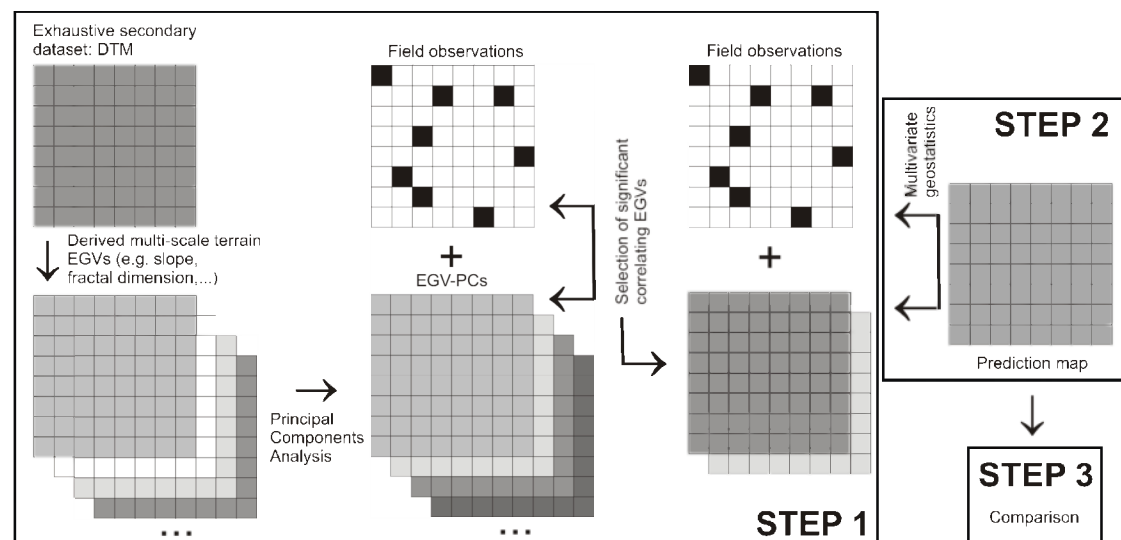 Exhaustive secondary
dataset: DTM
Derived multi-scale terrain
EGVs (e.g. slope,
fractal dimension,...)
...
Principal
Components
Analysis
Field observations
+
EGV-PCs
...
Selection of significant
correlating EGVs
Field observations
+
STEP 1
STEP 2
Multivariate
geostatistics
Prediction map
STEP 3
Comparison